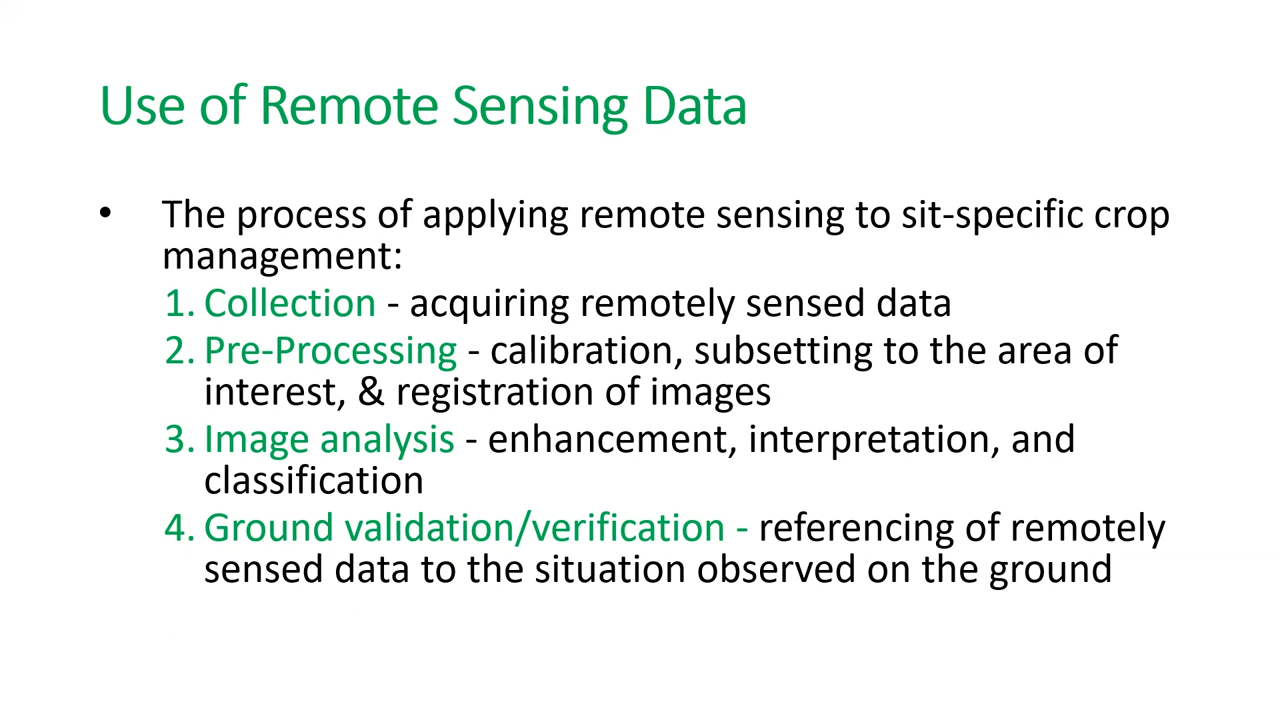 Use of Remote Sensing Data
• The process of applying remote sensing to sit-specific crop
management:
1. Collection - acquiring remotely sensed data
2. Pre-Processing - calibration, subsetting to the area of
interest, & registration of images
3. Image analysis - enhancement, interpretation, and
classification
4. Ground validation/verification - referencing of remotely
sensed data to the situation observed on the ground